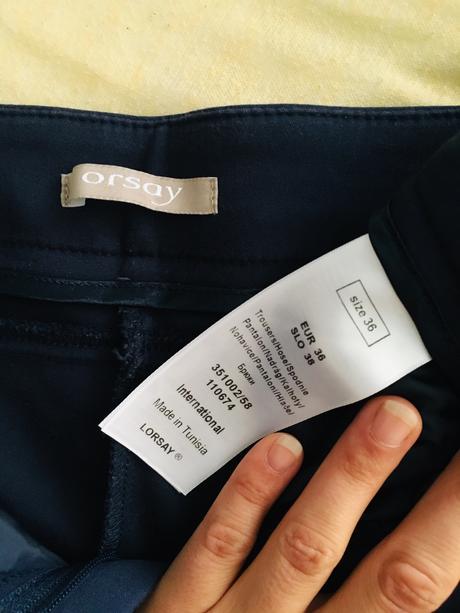 orsay
size 36
EUR 36
SLO 38
Trousers/Hose/Spodnie
Pantalon/Nadrág/Kalhoty/
Nohavice/Pantaloni/Hlače/
Брюки
351002/58
110674
International
Made in Tunisia
LORSAY ®